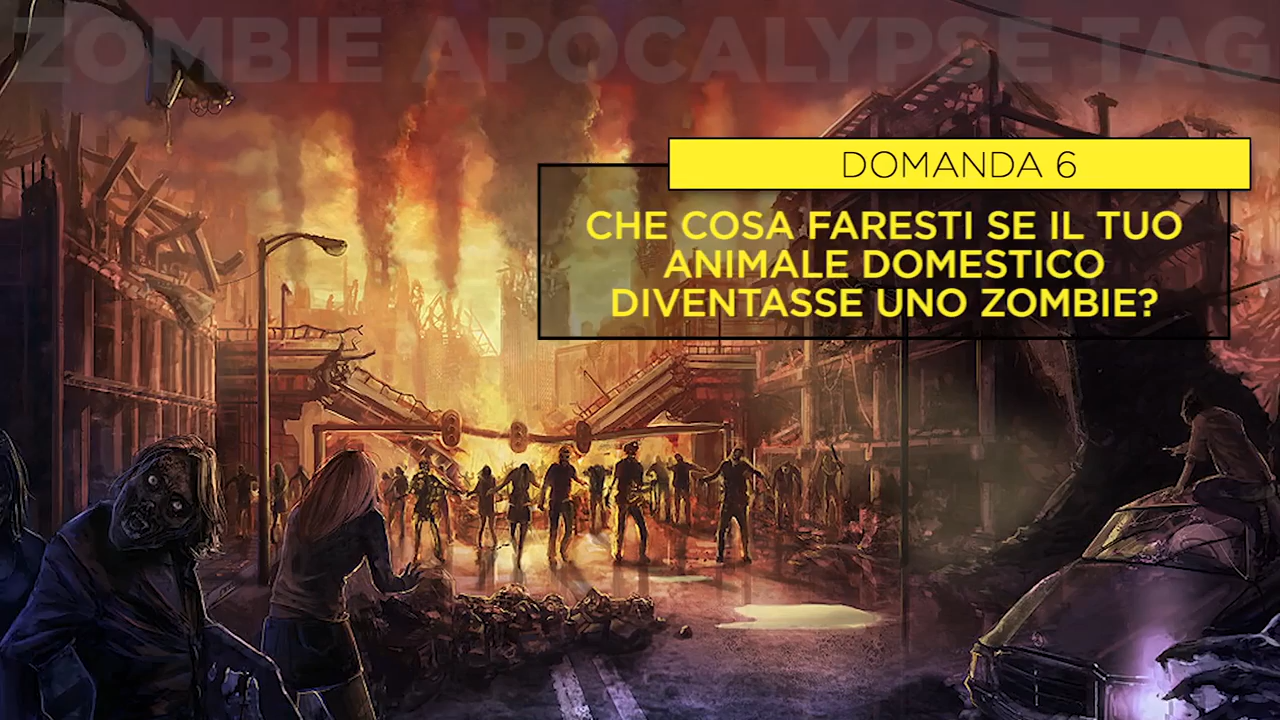 ZOMBIE APOCALYPSE TAG
DOMANDA 6
CHE COSA FARESTI SE IL TUO
ANIMALE DOMESTICO
DIVENTASSE UNO ZOMBIE?